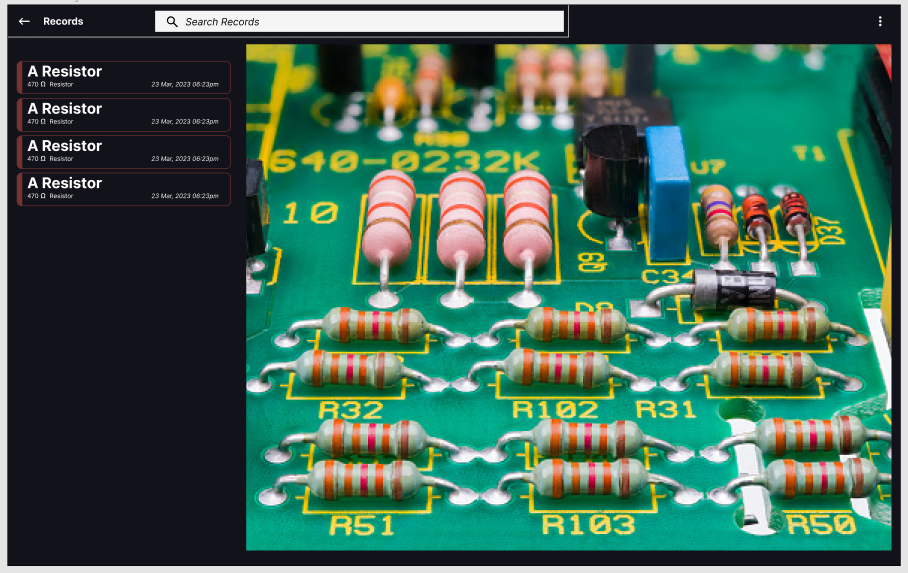 Records
Search Records
A Resistor
470 Ω Resistor
23 Mar, 2023 06:23pm
A Resistor
470 Ω Resistor
23 Mar, 2023 06:23pm
A Resistor
470 Ω Resistor
23 Mar, 2023 06:23pm
A Resistor
470 Ω Resistor
23 Mar, 2023 06:23pm
640-0232K
U7
T1
10
D37
Q9
C34
D8
R32
R102
R31
R51
R103
R50